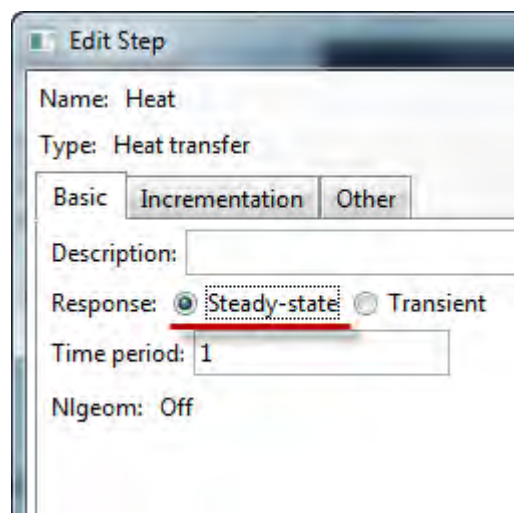 Edit Step
Name: Heat
Type: Heat transfer
Basic Incrementation Other
Description:
Response: Steady-state Transient
Time period: 1
Nlgeom: Off